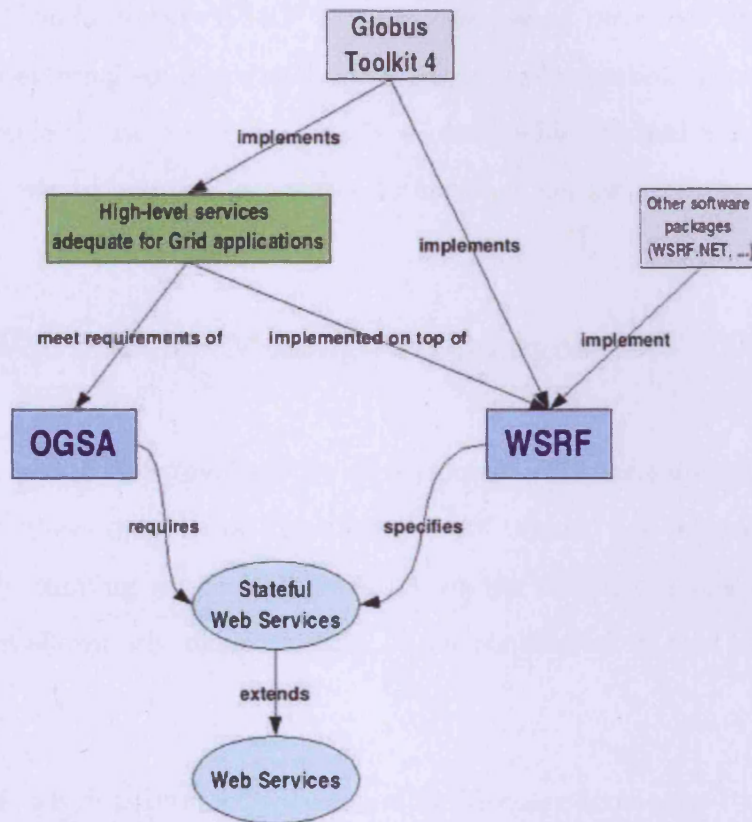 Globus
Toolkit 4
implements
High-level services
adequate for Grid applications
implements
Other software
packages
(WSRF.NET, ...)
meet requirements of
Implemented on top of
implement
OGSA
WSRF
requires
specifies
Stateful
Web Services
extends
Web Services